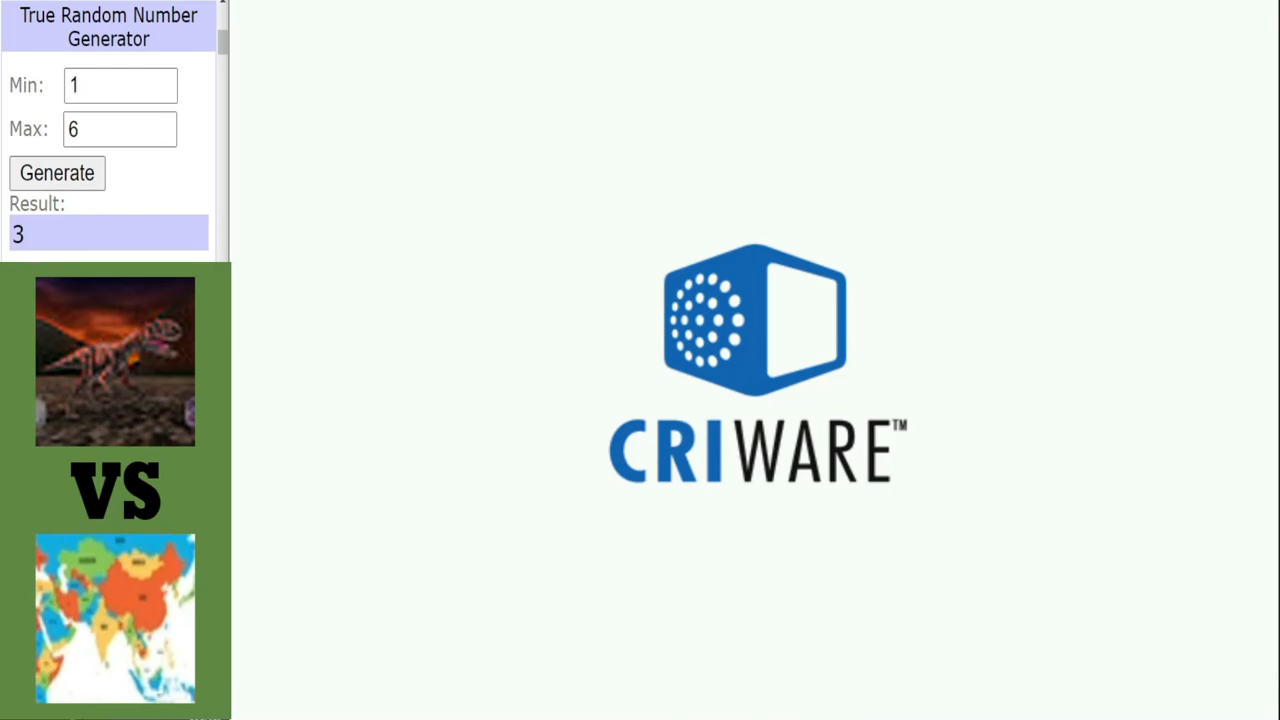 True Random Number
Generator
Min: 1
Max: 6
Generate
Result:
3
VS
CRIWARE™